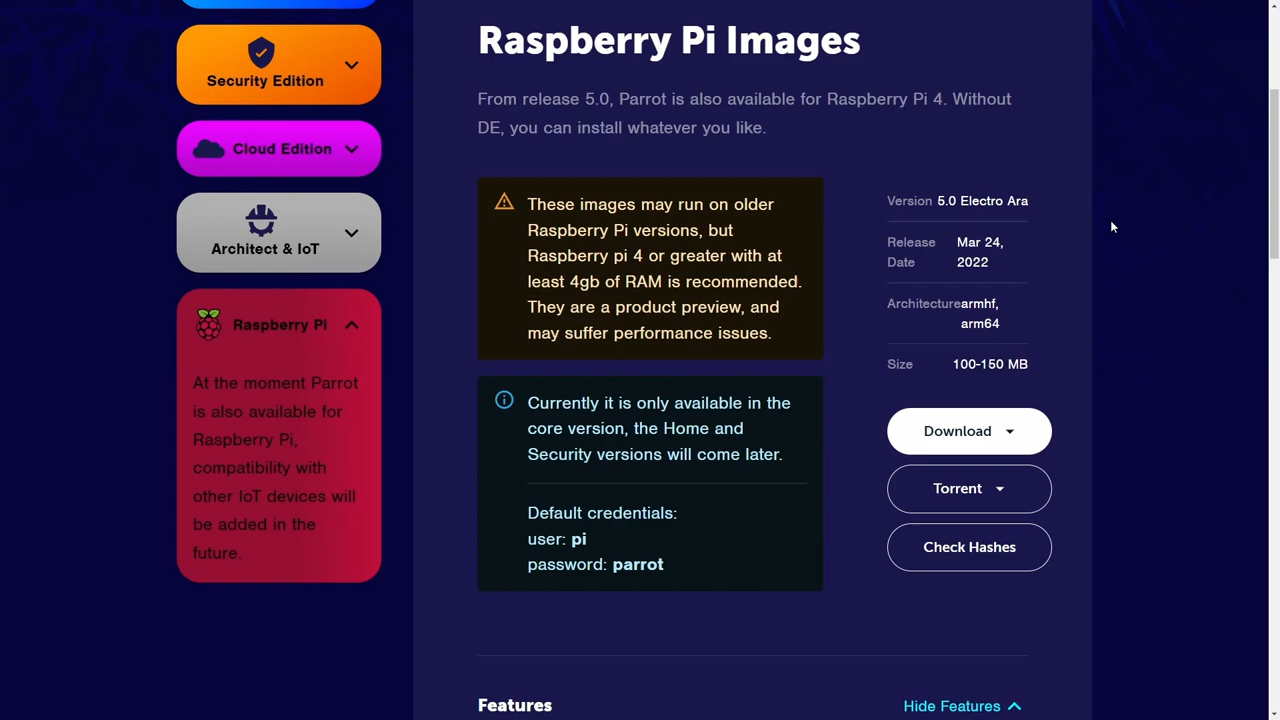 Security Edition
Cloud Edition
Architect & IoT
Raspberry Pi
At the moment Parrot
is also available for
Raspberry Pi,
compatibility with
other IoT devices will
be added in the
future.
Raspberry Pi Images
From release 5.0, Parrot is also available for Raspberry Pi 4. Without
DE, you can install whatever you like.
These images may run on older
Raspberry Pi versions, but
Raspberry pi 4 or greater with at
least 4gb of RAM is recommended.
They are a product preview, and
may suffer performance issues.
Currently it is only available in the
core version, the Home and
Security versions will come later.
Default credentials:
user: pi
password: parrot
Version 5.0 Electro Ara
Release Date Mar 24, 2022
Architecture armhf, arm64
Size 100-150 MB
Download
Torrent
Check Hashes
Features
Hide Features